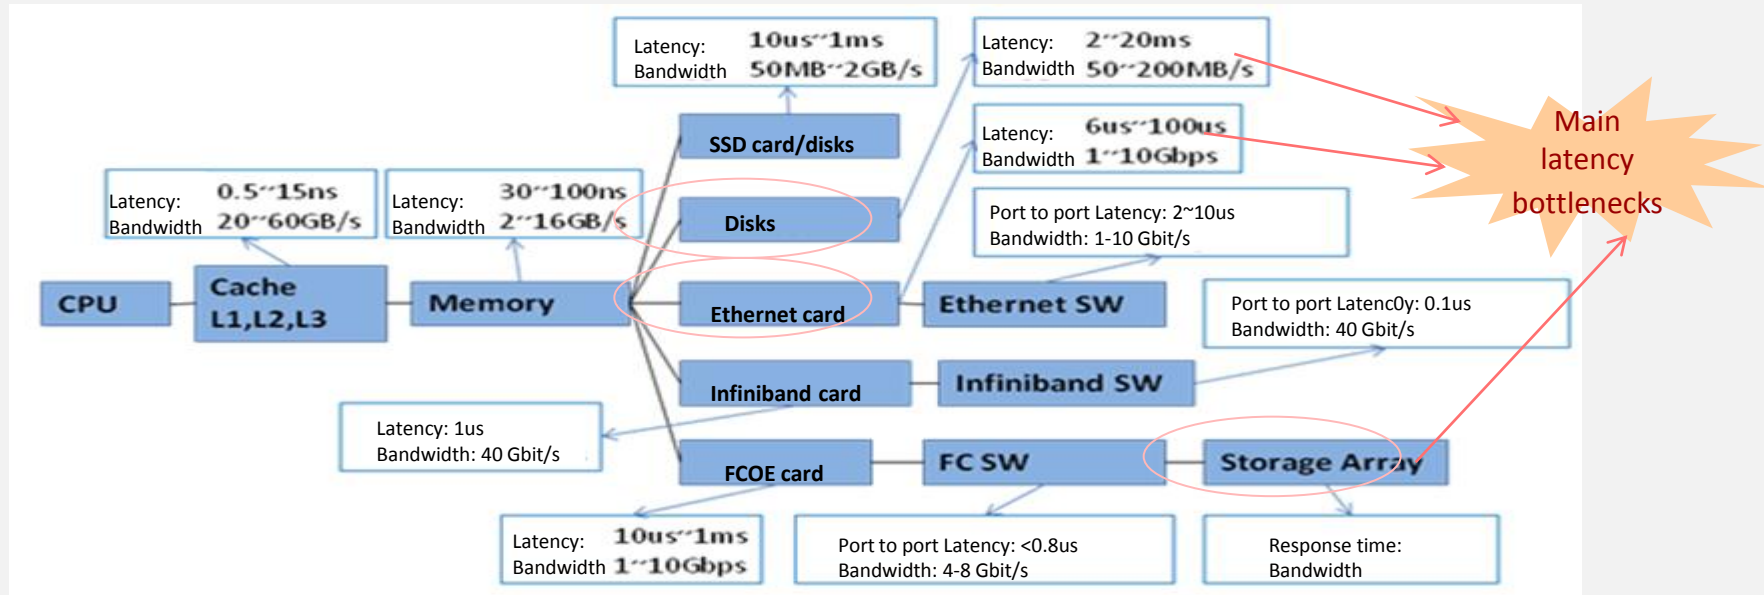 Latency: 10us~1ms
Bandwidth 50MB~2GB/s
Latency: 2~20ms
Bandwidth 50~200MB/s
Main
latency
bottlenecks
Latency: 6us~100us
Bandwidth 1~10Gbps
SSD card/disks
Latency: 0.5~15ns
Bandwidth 20~60GB/s
Latency: 30~100ns
Bandwidth 2~16GB/s
Disks
Port to port Latency: 2~10us
Bandwidth: 1-10 Gbit/s
CPU
Cache
L1,L2,L3
Memory
Ethernet card
Ethernet SW
Port to port Latenc0y: 0.1us
Bandwidth: 40 Gbit/s
Infiniband card
Infiniband SW
Latency: 1us
Bandwidth: 40 Gbit/s
FCOE card
FC SW
Storage Array
Latency: 10us~1ms
Bandwidth 1~10Gbps
Port to port Latency: <0.8us
Bandwidth: 4-8 Gbit/s
Response time:
Bandwidth